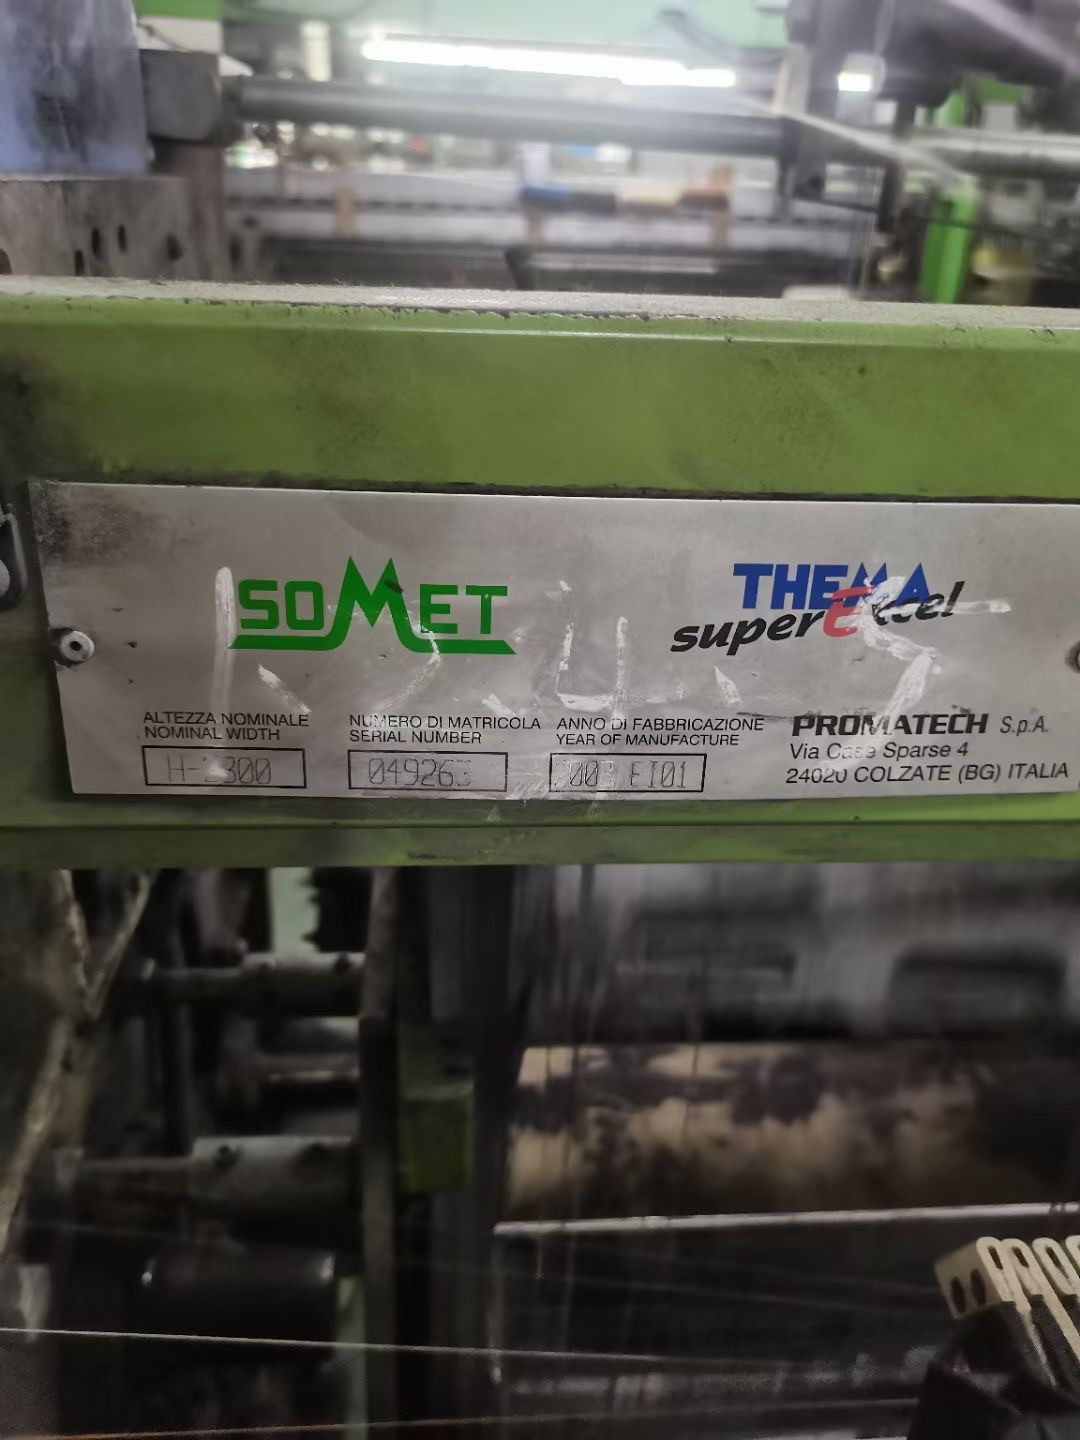 SOMET
THEMA
superExcel
ALTEZZA NOMINALE
NOMINAL WIDTH
NUMERO DI MATRICOLA
SERIAL NUMBER
ANNO DI FABBRICAZIONE
YEAR OF MANUFACTURE
PROMATECH S.p.A.
Via Case Sparse 4
24020 COLZATE (BG) ITALIA
049263
EI01